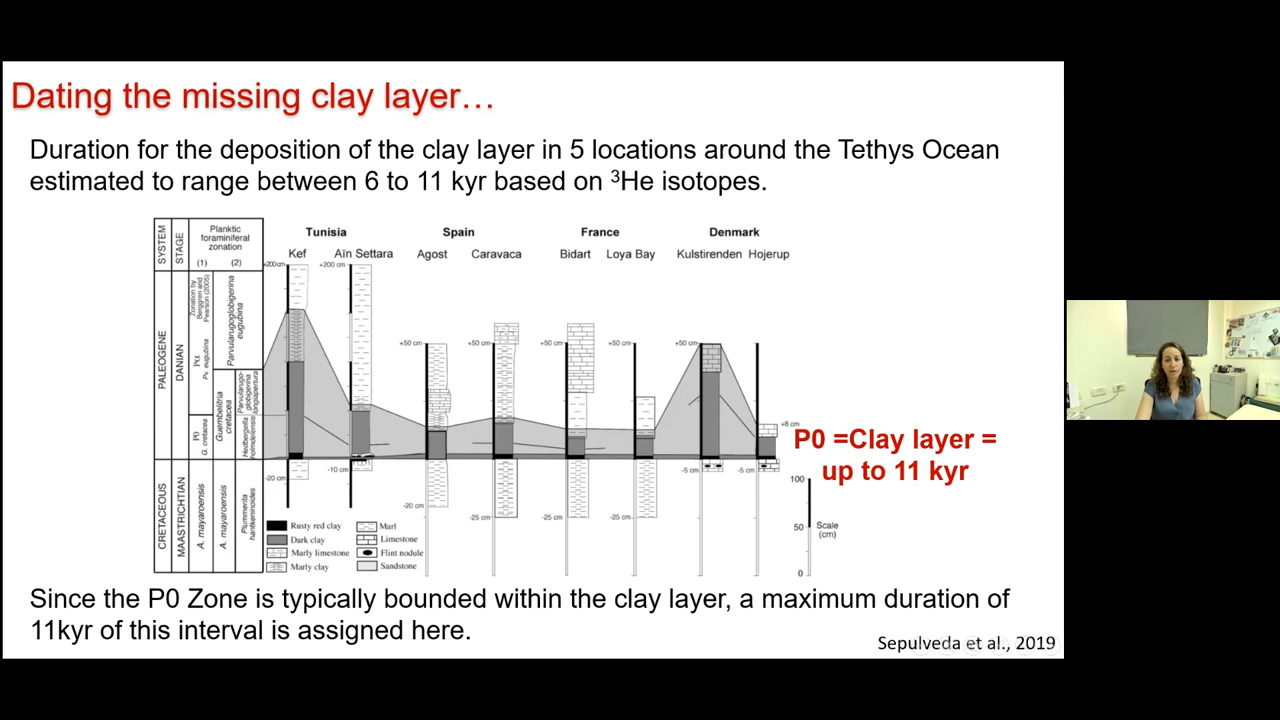 Dating the missing clay layer…
Duration for the deposition of the clay layer in 5 locations around the Tethys Ocean
estimated to range between 6 to 11 kyr based on ³He isotopes.
SYSTEM
STAGE
Planktic
foraminiferal
zonation
(1)
(2)
Tunisia
Spain
France
Denmark
Kef
Aïn Settara
Agost
Caravaca
Bidart
Loya Bay
Kulstirenden
Hojerup
+200cm
+200 cm
PALEOGENE
DANIAN
Zonation by
Berggren and
Pearson (2005)
Pα
Pv. eugubina
P0
G. cretacea
Parvularugoglobigerina
eugubina
Guembelitria
cretacea
Parvularugo-
globigerina
longiapertura
Hedbergella
holmdelensis
+50 cm
+50 cm
+50 cm
+50 cm
+50 cm
+8 cm
CRETACEOUS
MAASTRICHTIAN
A. mayaroensis
A. mayaroensis
Plummerita
hantkeninoides
-20 cm
-10 cm
-20 cm
-25 cm
-25 cm
-25 cm
-5 cm
-5 cm
P0 =Clay layer =
up to 11 kyr
100
50
0
Scale
(cm)
Rusty red clay
Marl
Dark clay
Limestone
Marly limestone
Flint nodule
Marly clay
Sandstone
Since the P0 Zone is typically bounded within the clay layer, a maximum duration of
11kyr of this interval is assigned here.
Sepulveda et al., 2019